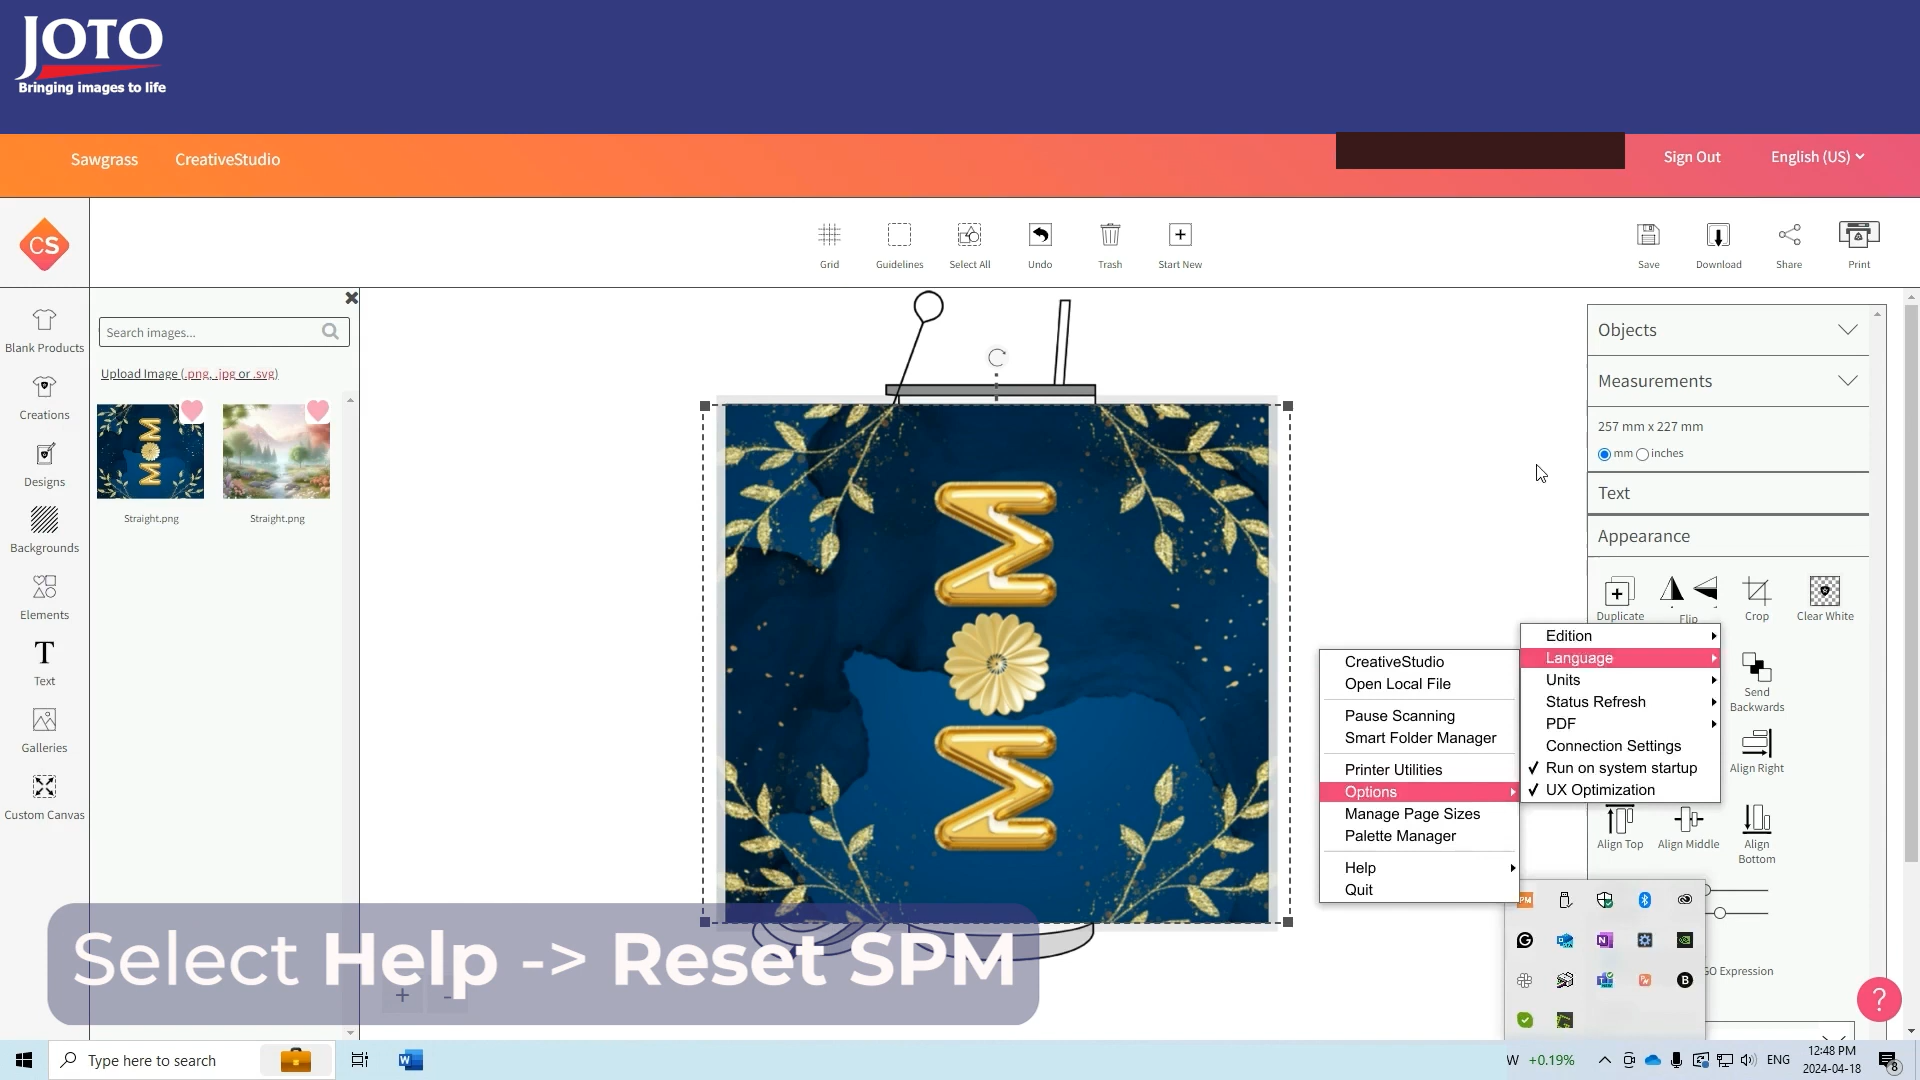 JOTO
Bringing images to life
Sawgrass
CreativeStudio
Sign Out
English (US)
CS
Grid
Guidelines
Select All
Undo
Trash
Start New
Save
Download
Share
Print
Blank Products
Creations
Designs
Backgrounds
Elements
T
Text
Galleries
Custom Canvas
Search images...
Upload Image (.png, .jpg or .svg)
Straight.png
Straight.png
MOM
Objects
Measurements
257 mm x 227 mm
mm
inches
Text
Appearance
Duplicate
Flip
Crop
Clear White
Send
Backwards
Align Right
Align Top
Align Middle
Align
Bottom
GO Expression
CreativeStudio
Open Local File
Pause Scanning
Smart Folder Manager
Printer Utilities
Options
Manage Page Sizes
Palette Manager
Help
Quit
Edition
Language
Units
Status Refresh
PDF
Connection Settings
✓ Run on system startup
✓ UX Optimization
Select Help -> Reset SPM
+
-
?
Type here to search
W +0.19%
ENG
12:48 PM
2024-04-18
8